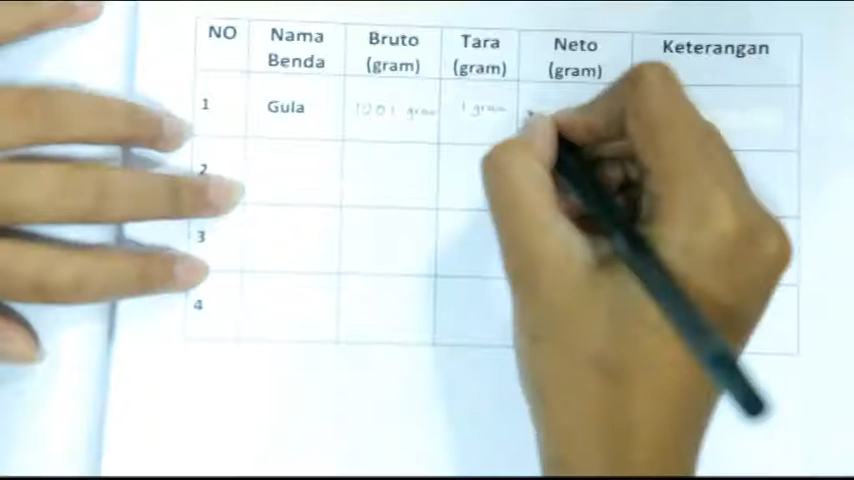 NO Nama Benda Bruto (gram) Tara (gram) Neto (gram) Keterangan
1 Gula 1001 gram 1 gram
2
3
4